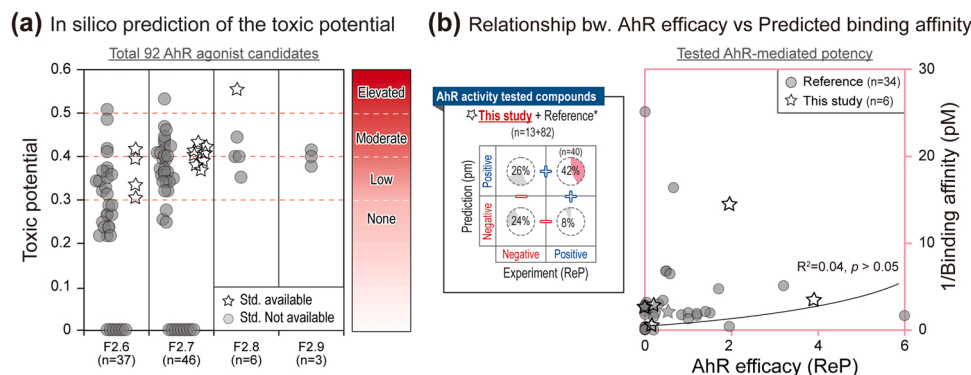 (a) In silico prediction of the toxic potential
Total 92 AhR agonist candidates
Toxic potential
0.6
0.5
0.4
0.3
0.2
0.1
0
Std. available
Std. Not available
F2.6
(n=37)
F2.7
(n=46)
F2.8
(n=6)
F2.9
(n=3)
Elevated
Moderate
Low
None
(b) Relationship bw. AhR efficacy vs Predicted binding affinity
Tested AhR-mediated potency
AhR activity tested compounds
This study + Reference*
(n=13+82)
(n=40)
Prediction (pm)
Positive
Negative
26%
42%
24%
8%
Negative
Positive
Experiment (ReP)
Reference (n=34)
This study (n=6)
R²=0.04, p > 0.05
30
20
10
0
1/Binding affinity (pM)
0
2
4
6
AhR efficacy (ReP)